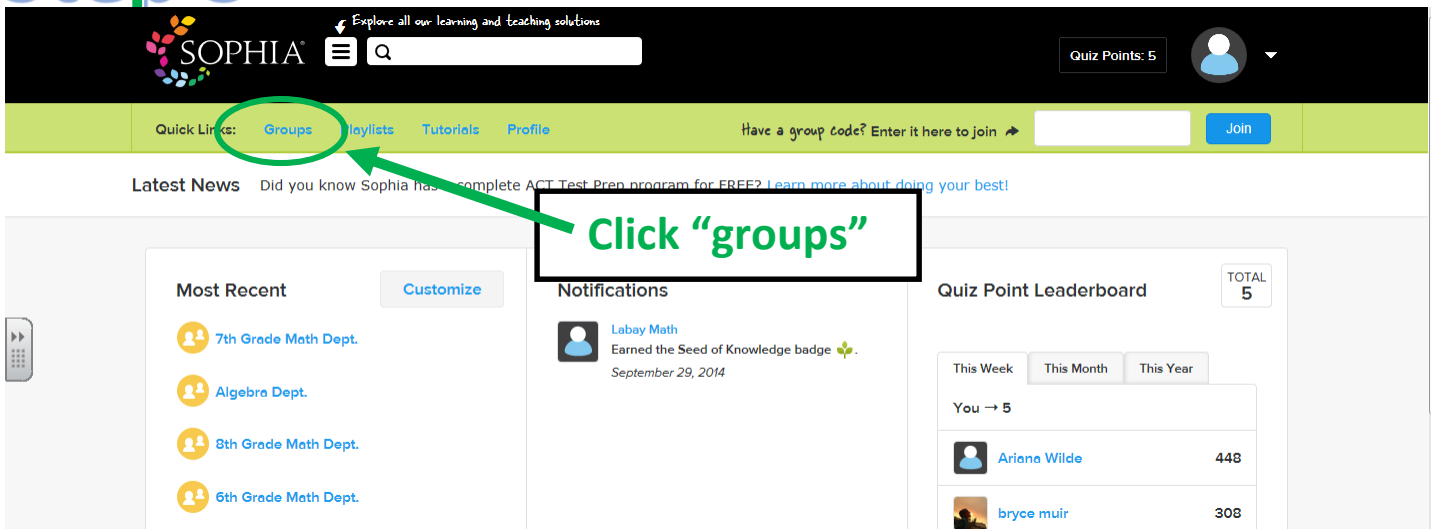 Explore all our learning and teaching solutions
SOPHIA
Quiz Points: 5
Quick Links: Groups Playlists Tutorials Profile
Have a group code? Enter it here to join
Join
Latest News Did you know Sophia has complete ACT Test Prep program for FREE? Learn more about doing your best!
Click “groups”
Most Recent
Customize
7th Grade Math Dept.
Algebra Dept.
8th Grade Math Dept.
6th Grade Math Dept.
Notifications
Labay Math
Earned the Seed of Knowledge badge .
September 29, 2014
Quiz Point Leaderboard
TOTAL
5
This Week This Month This Year
You → 5
Ariana Wilde 448
bryce muir 308